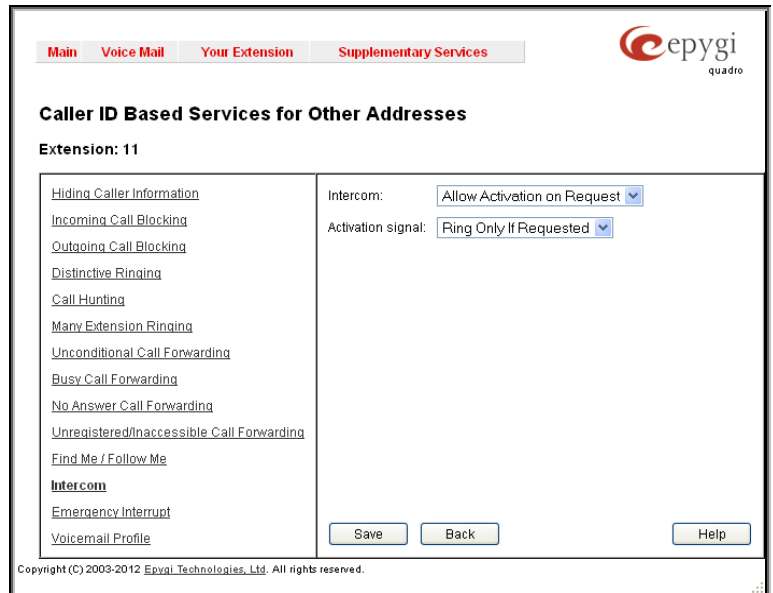 Main Voice Mail Your Extension Supplementary Services
epygi
quadro
Caller ID Based Services for Other Addresses
Extension: 11
Hiding Caller Information
Incoming Call Blocking
Outgoing Call Blocking
Distinctive Ringing
Call Hunting
Many Extension Ringing
Unconditional Call Forwarding
Busy Call Forwarding
No Answer Call Forwarding
Unregistered/Inaccessible Call Forwarding
Find Me / Follow Me
Intercom
Emergency Interrupt
Voicemail Profile
Intercom: Allow Activation on Request
Activation signal: Ring Only If Requested
Save Back Help
Copyright (C) 2003-2012 Epygi Technologies, Ltd. All rights reserved.